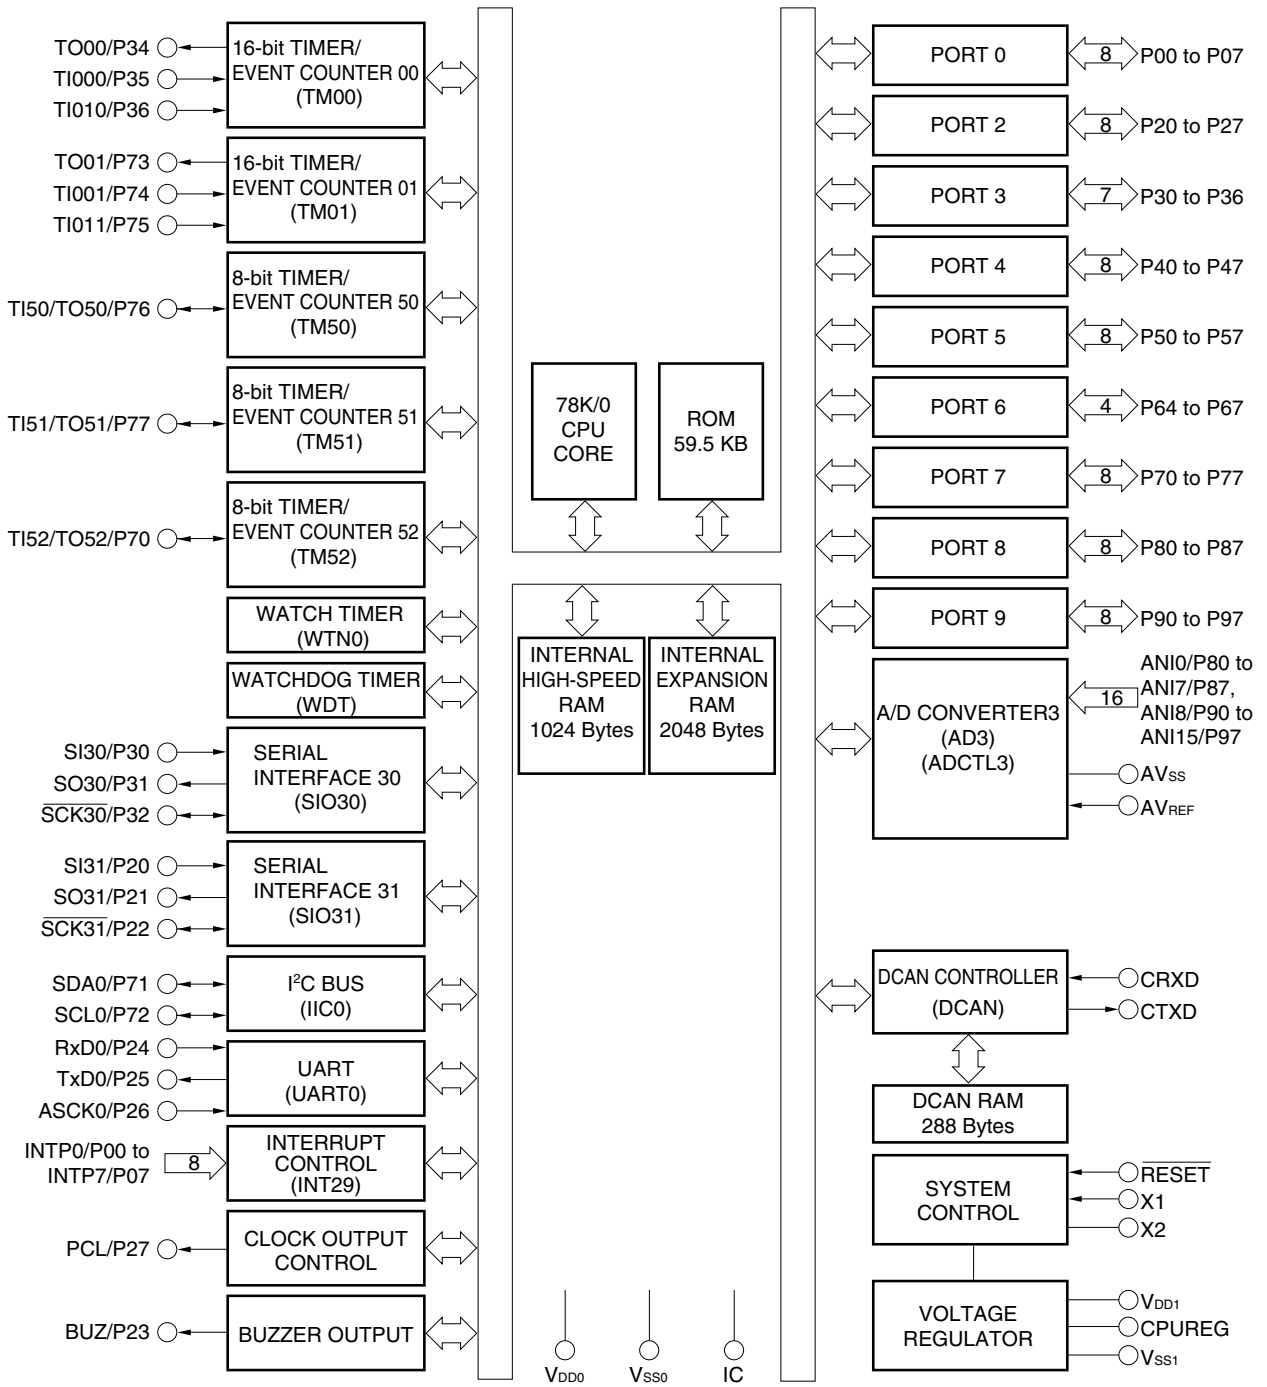 TO00/P34
TI000/P35
TI010/P36
16-bit TIMER/
EVENT COUNTER 00
(TM00)
TO01/P73
TI001/P74
TI011/P75
16-bit TIMER/
EVENT COUNTER 01
(TM01)
TI50/TO50/P76
8-bit TIMER/
EVENT COUNTER 50
(TM50)
TI51/TO51/P77
8-bit TIMER/
EVENT COUNTER 51
(TM51)
TI52/TO52/P70
8-bit TIMER/
EVENT COUNTER 52
(TM52)
WATCH TIMER
(WTN0)
WATCHDOG TIMER
(WDT)
SI30/P30
SO30/P31
SCK30/P32
SERIAL
INTERFACE 30
(SIO30)
SI31/P20
SO31/P21
SCK31/P22
SERIAL
INTERFACE 31
(SIO31)
SDA0/P71
SCL0/P72
I²C BUS
(IIC0)
RxD0/P24
TxD0/P25
ASCK0/P26
UART
(UART0)
INTP0/P00 to
INTP7/P07
8
INTERRUPT
CONTROL
(INT29)
PCL/P27
CLOCK OUTPUT
CONTROL
BUZ/P23
BUZZER OUTPUT
78K/0
CPU
CORE
ROM
59.5 KB
INTERNAL
HIGH-SPEED
RAM
1024 Bytes
INTERNAL
EXPANSION
RAM
2048 Bytes
VDD0
VSS0
IC
PORT 0
8
P00 to P07
PORT 2
8
P20 to P27
PORT 3
7
P30 to P36
PORT 4
8
P40 to P47
PORT 5
8
P50 to P57
PORT 6
4
P64 to P67
PORT 7
8
P70 to P77
PORT 8
8
P80 to P87
PORT 9
8
P90 to P97
A/D CONVERTER3
(AD3)
(ADCTL3)
16
ANI0/P80 to
ANI7/P87,
ANI8/P90 to
ANI15/P97
AVSS
AVREF
DCAN CONTROLLER
(DCAN)
CRXD
CTXD
DCAN RAM
288 Bytes
SYSTEM
CONTROL
RESET
X1
X2
VOLTAGE
REGULATOR
VDD1
CPUREG
VSS1